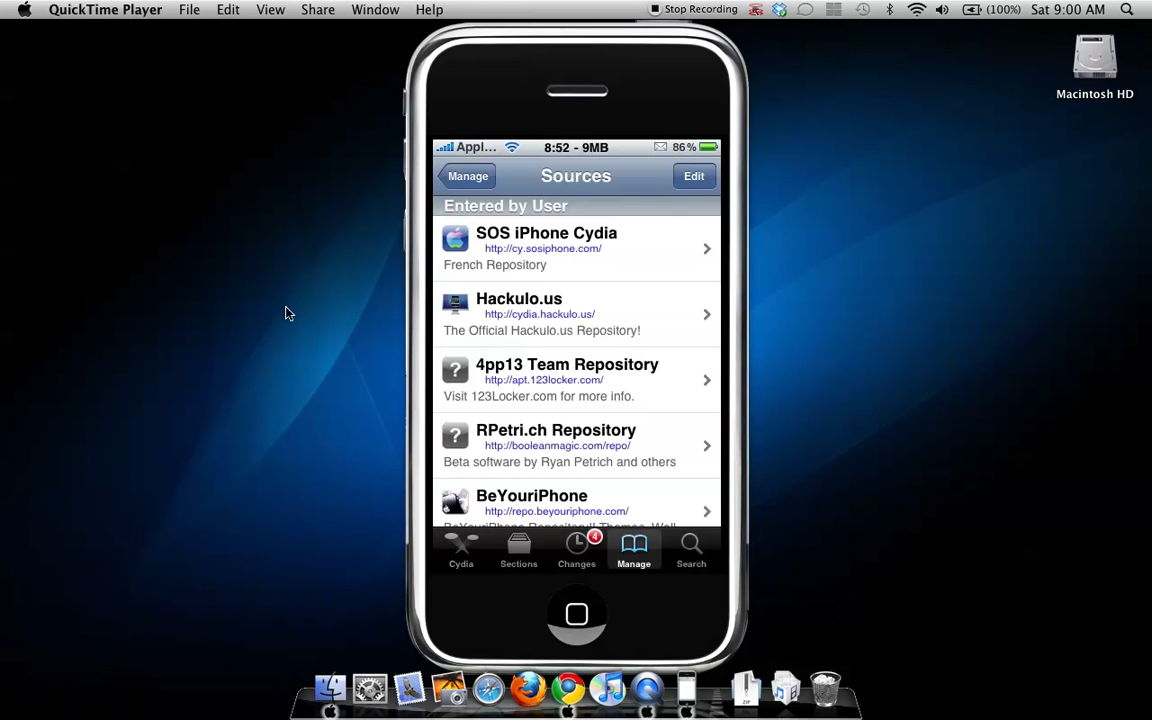 QuickTime Player File Edit View Share Window Help Stop Recording (100%) Sat 9:00 AM
Macintosh HD
Appl... 8:52 - 9MB 86%
Manage Sources Edit
Entered by User
SOS iPhone Cydia
http://cy.sosiphone.com/
French Repository
Hackulo.us
http://cydia.hackulo.us/
The Official Hackulo.us Repository!
4pp13 Team Repository
http://apt.123locker.com/
Visit 123Locker.com for more info.
RPetri.ch Repository
http://booleanmagic.com/repo/
Beta software by Ryan Petrich and others
BeYouriPhone
http://repo.beyouriphone.com/
4
Cydia Sections Changes Manage Search
ZIP